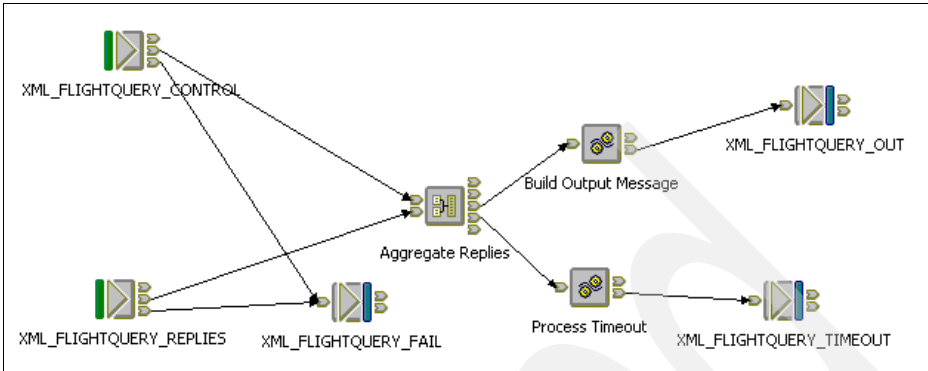 XML_FLIGHTQUERY_CONTROL
XML_FLIGHTQUERY_OUT
Build Output Message
Aggregate Replies
Process Timeout
XML_FLIGHTQUERY_REPLIES
XML_FLIGHTQUERY_FAIL
XML_FLIGHTQUERY_TIMEOUT